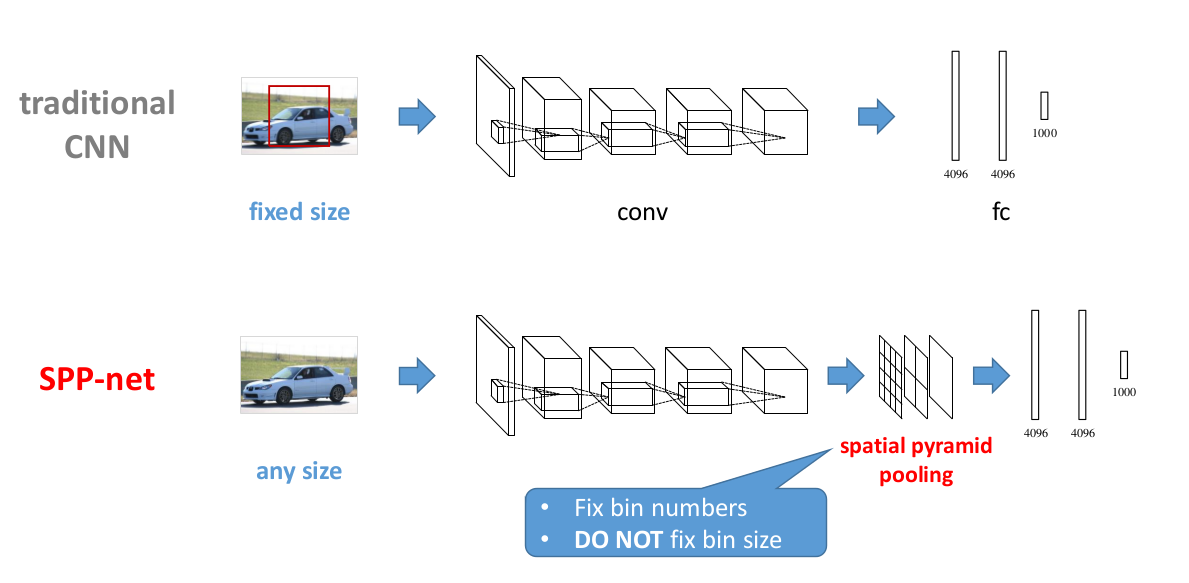 traditional
CNN
fixed size
conv
4096
4096
1000
fc
SPP-net
any size
spatial pyramid
pooling
4096
4096
1000
• Fix bin numbers
• DO NOT fix bin size